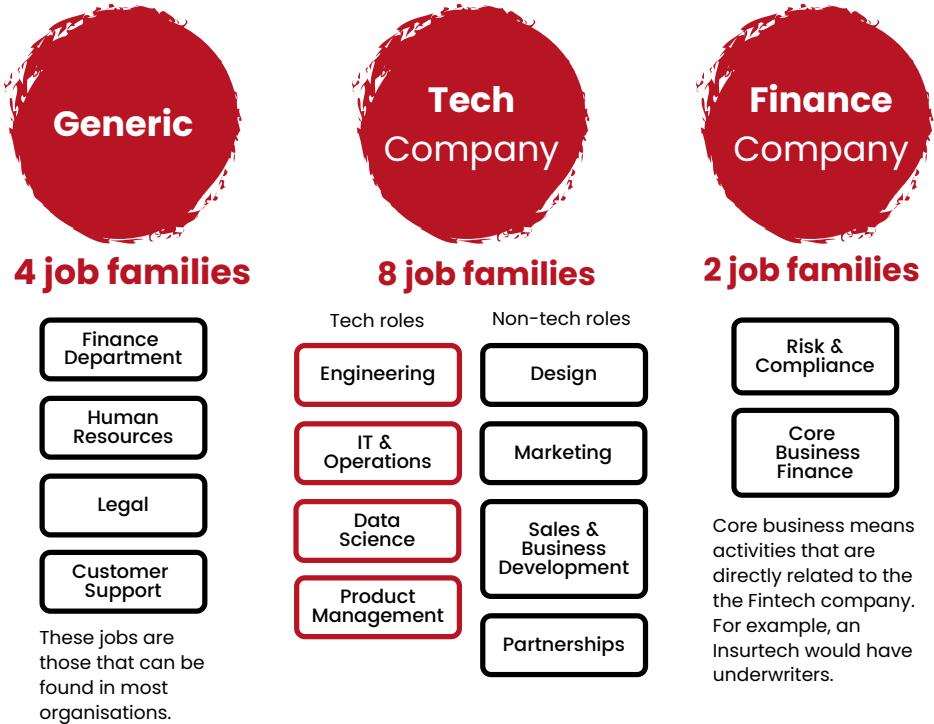 Generic
4 job families
Finance
Department
Human
Resources
Legal
Customer
Support
These jobs are
those that can be
found in most
organisations.
Tech
Company
8 job families
Tech roles
Engineering
IT &
Operations
Data
Science
Product
Management
Non-tech roles
Design
Marketing
Sales &
Business
Development
Partnerships
Finance
Company
2 job families
Risk &
Compliance
Core
Business
Finance
Core business means
activities that are
directly related to the
the Fintech company.
For example, an
Insurtech would have
underwriters.